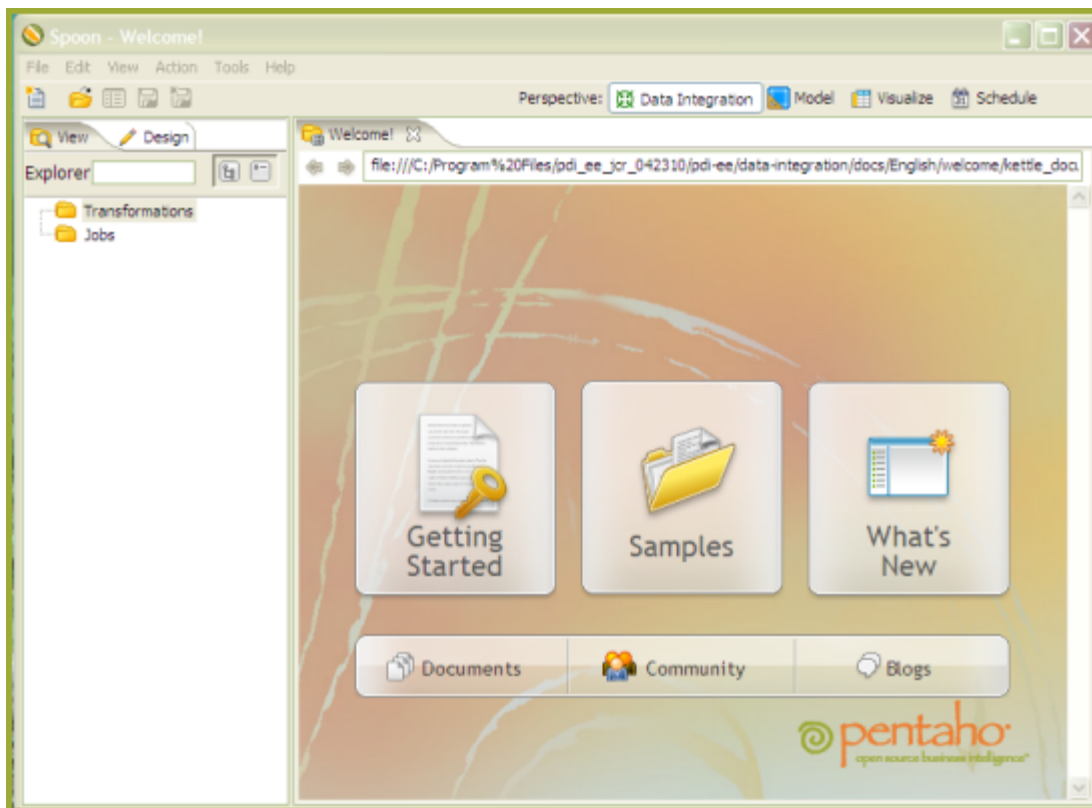 Spoon - Welcome!
File Edit View Action Tools Help
Perspective: Data Integration Model Visualize Schedule
View Design
Welcome!
Explorer
file:///C:/Program%20Files/pdi_ee_jcr_042310/pdi-ee/data-integration/docs/English/welcome/kettle_docu
Transformations
Jobs
Getting
Started
Samples
What's
New
Documents Community Blogs
pentaho
open source business intelligence™